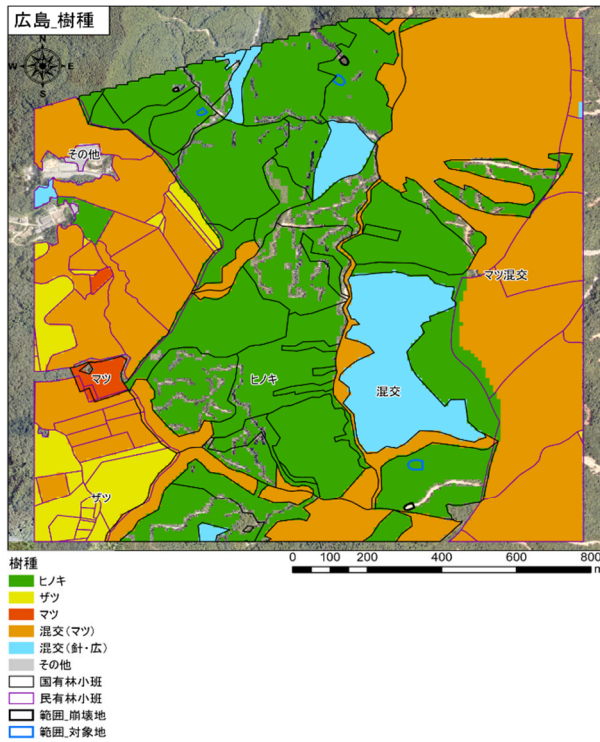 広島_樹種
N
W E
S
その他
マツ混交
マツ
ヒノキ
混交
ザツ
0 100 200 400 600 800
m
樹種
ヒノキ
ザツ
マツ
混交(マツ)
混交(針・広)
その他
国有林小班
民有林小班
範囲_崩壊地
範囲_対象地